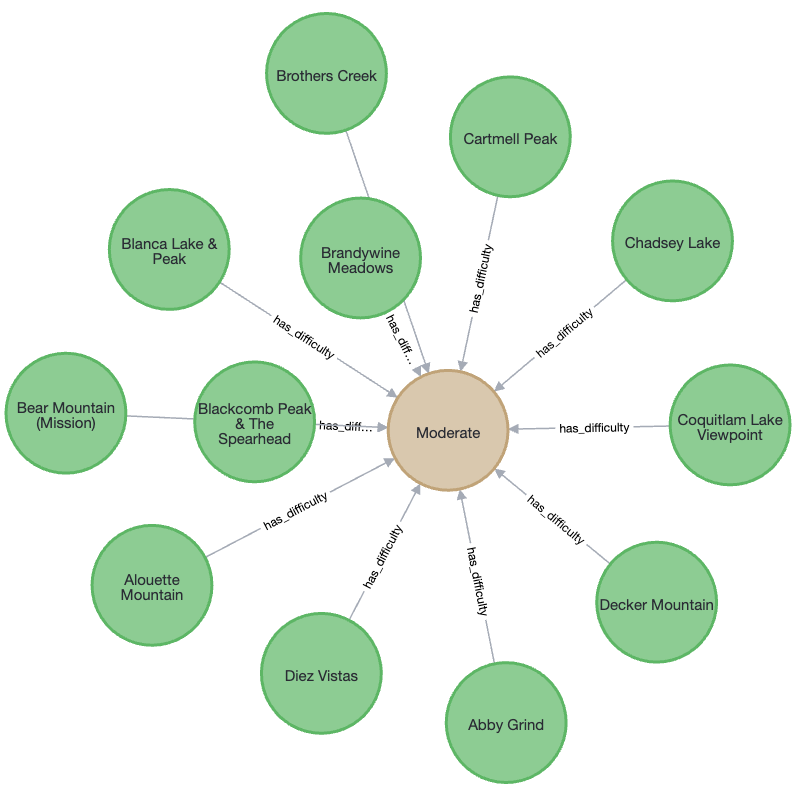 Brothers Creek
Cartmell Peak
Blanca Lake &
Peak
Brandywine
Meadows
Chadsey Lake
has_difficulty
has_difficulty
has_difficulty
has_diff...
Bear Mountain
(Mission)
Blackcomb Peak
& The
Spearhead
has_diff...
Moderate
has_difficulty
Coquitlam Lake
Viewpoint
has_difficulty
has_difficulty
has_difficulty
has_difficulty
Alouette
Mountain
Decker Mountain
Diez Vistas
Abby Grind